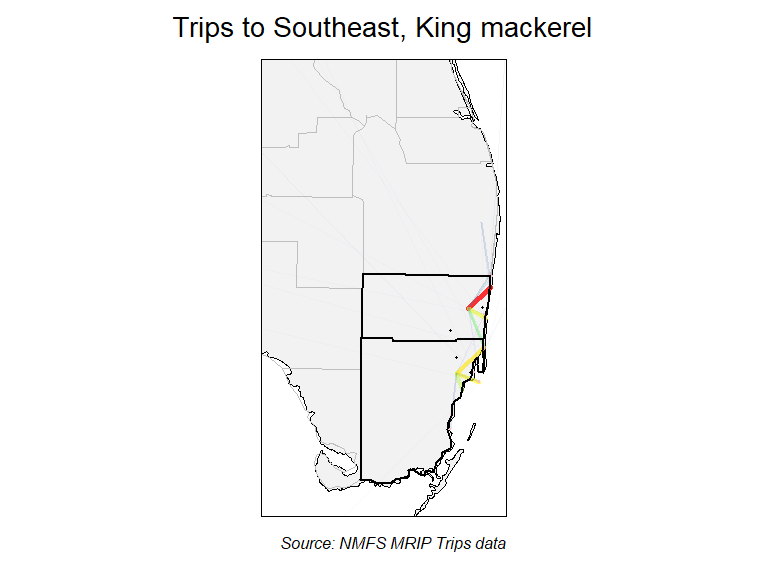 Trips to Southeast, King mackerel
Source: NMFS MRIP Trips data